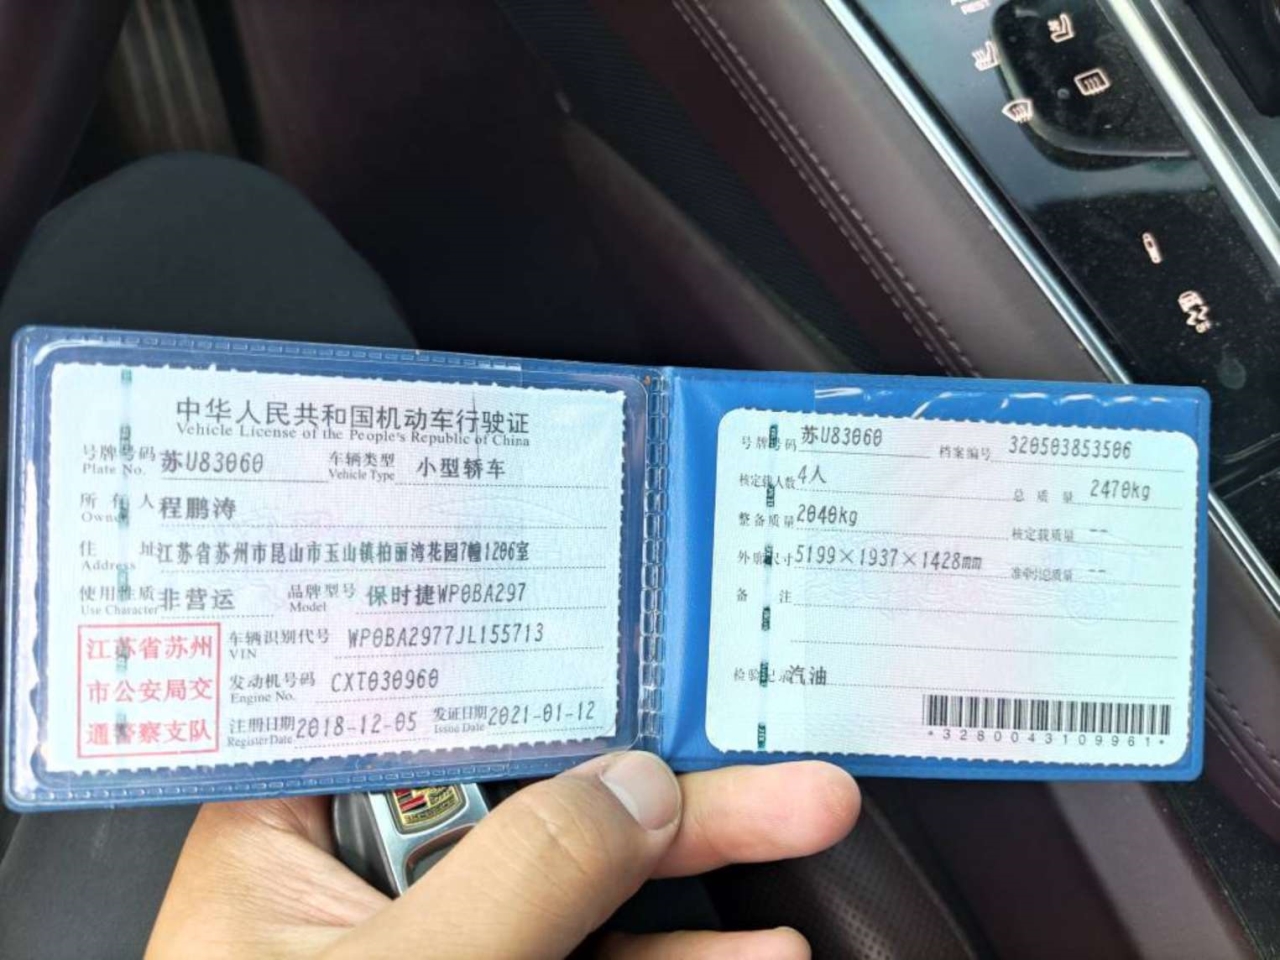 中华人民共和国机动车行驶证
Vehicle License of the People's Republic of China
号牌号码 苏U83060 车辆类型 小型轿车
Plate No. Vehicle Type
所有人 程鹏涛
Owner
住址 江苏省苏州市昆山市玉山镇柏丽湾花园7幢1206室
Address
使用性质 非营运 品牌型号 保时捷WP0BA297
Use Character Model
江苏省苏州
市公安局交
通警察支队
车辆识别代号 WP0BA2977JL155713
VIN
发动机号码 CXT030960
Engine No.
注册日期 2018-12-05 发证日期 2021-01-12
Register Date Issue Date
号牌号码 苏U83060 档案编号 320503853506
核定载人数 4人 总质量 2470kg
整备质量 2040kg 核定载质量 --
外廓尺寸 5199×1937×1428mm 准牵引总质量 --
备注
检验记录 汽油
*3280043109961*
REST